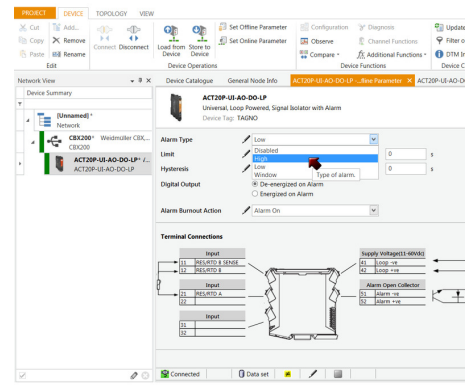 PROJECT DEVICE TOPOLOGY VIEW
Cut Add...
Copy Remove
Paste Rename
Edit
Connect Disconnect
Load from Device
Store to Device
Set Offline Parameter
Set Online Parameter
Device Operations
Configuration Diagnosis
Observe Channel Functions
Compare Additional Functions
Device Functions
Update
Filter o
DTM I
Device C
Network View
Device Summary
[Unnamed]*
Network
CBX200* Weidmüller CBX,...
CBX200
ACT20P-UI-AO-DO-LP* /...
ACT20P-UI-AO-DO-LP
Device Catalogue General Node Info ACT20P-UI-AO-DO-LP -...fline Parameter ACT20P-UI-AO-DO
ACT20P-UI-AO-DO-LP
Universal, Loop Powered, Signal Isolator with Alarm
Device Tag: TAGNO
Alarm Type Low
Disabled
High
Low
Window
Type of alarm.
Limit 0 s
Hysteresis 0 s
Digital Output De-energized on Alarm
Energized on Alarm
Alarm Burnout Action Alarm On
Terminal Connections
Input
11 RES/RTD B SENSE
12 RES/RTD B
Input
21 RES/RTD A
22
Input
31
32
Supply Voltage(11-60Vdc)
41 Loop -ve
42 Loop +ve
Alarm Open Collector
51 Alarm -ve
52 Alarm +ve
Connected Data set